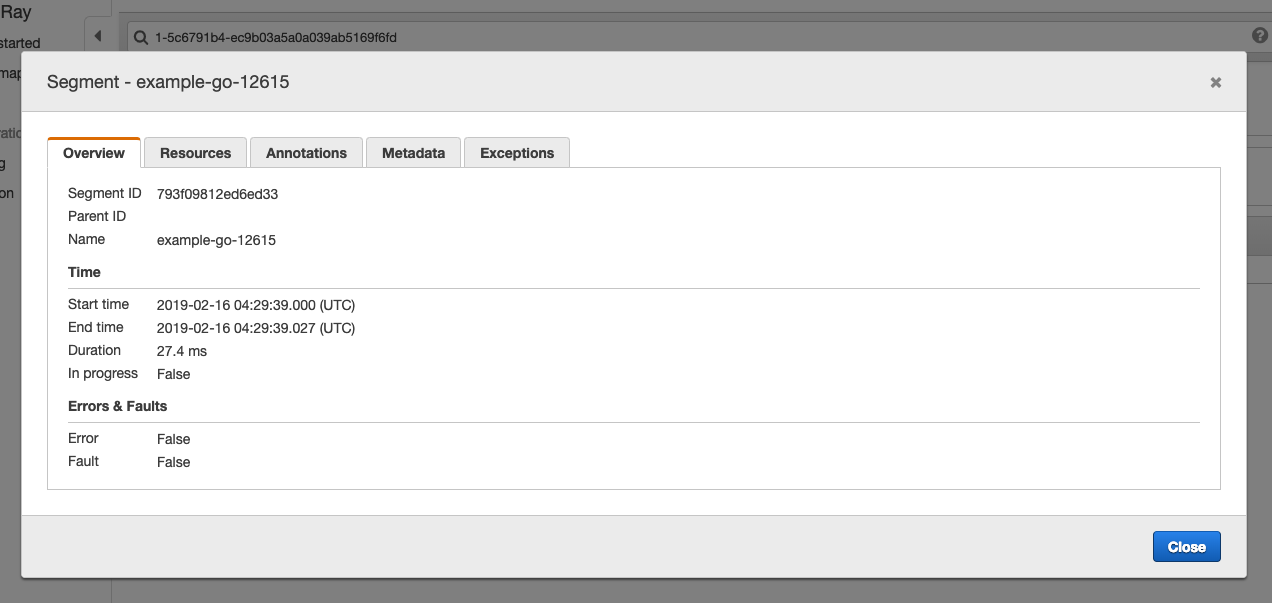 Ray
started
1-5c6791b4-ec9b03a5a0a039ab5169f6fd
?
map
Segment - example-go-12615
Overview Resources Annotations Metadata Exceptions
Segment ID 793f09812ed6ed33
Parent ID
Name example-go-12615
Time
Start time 2019-02-16 04:29:39.000 (UTC)
End time 2019-02-16 04:29:39.027 (UTC)
Duration 27.4 ms
In progress False
Errors & Faults
Error False
Fault False
Close